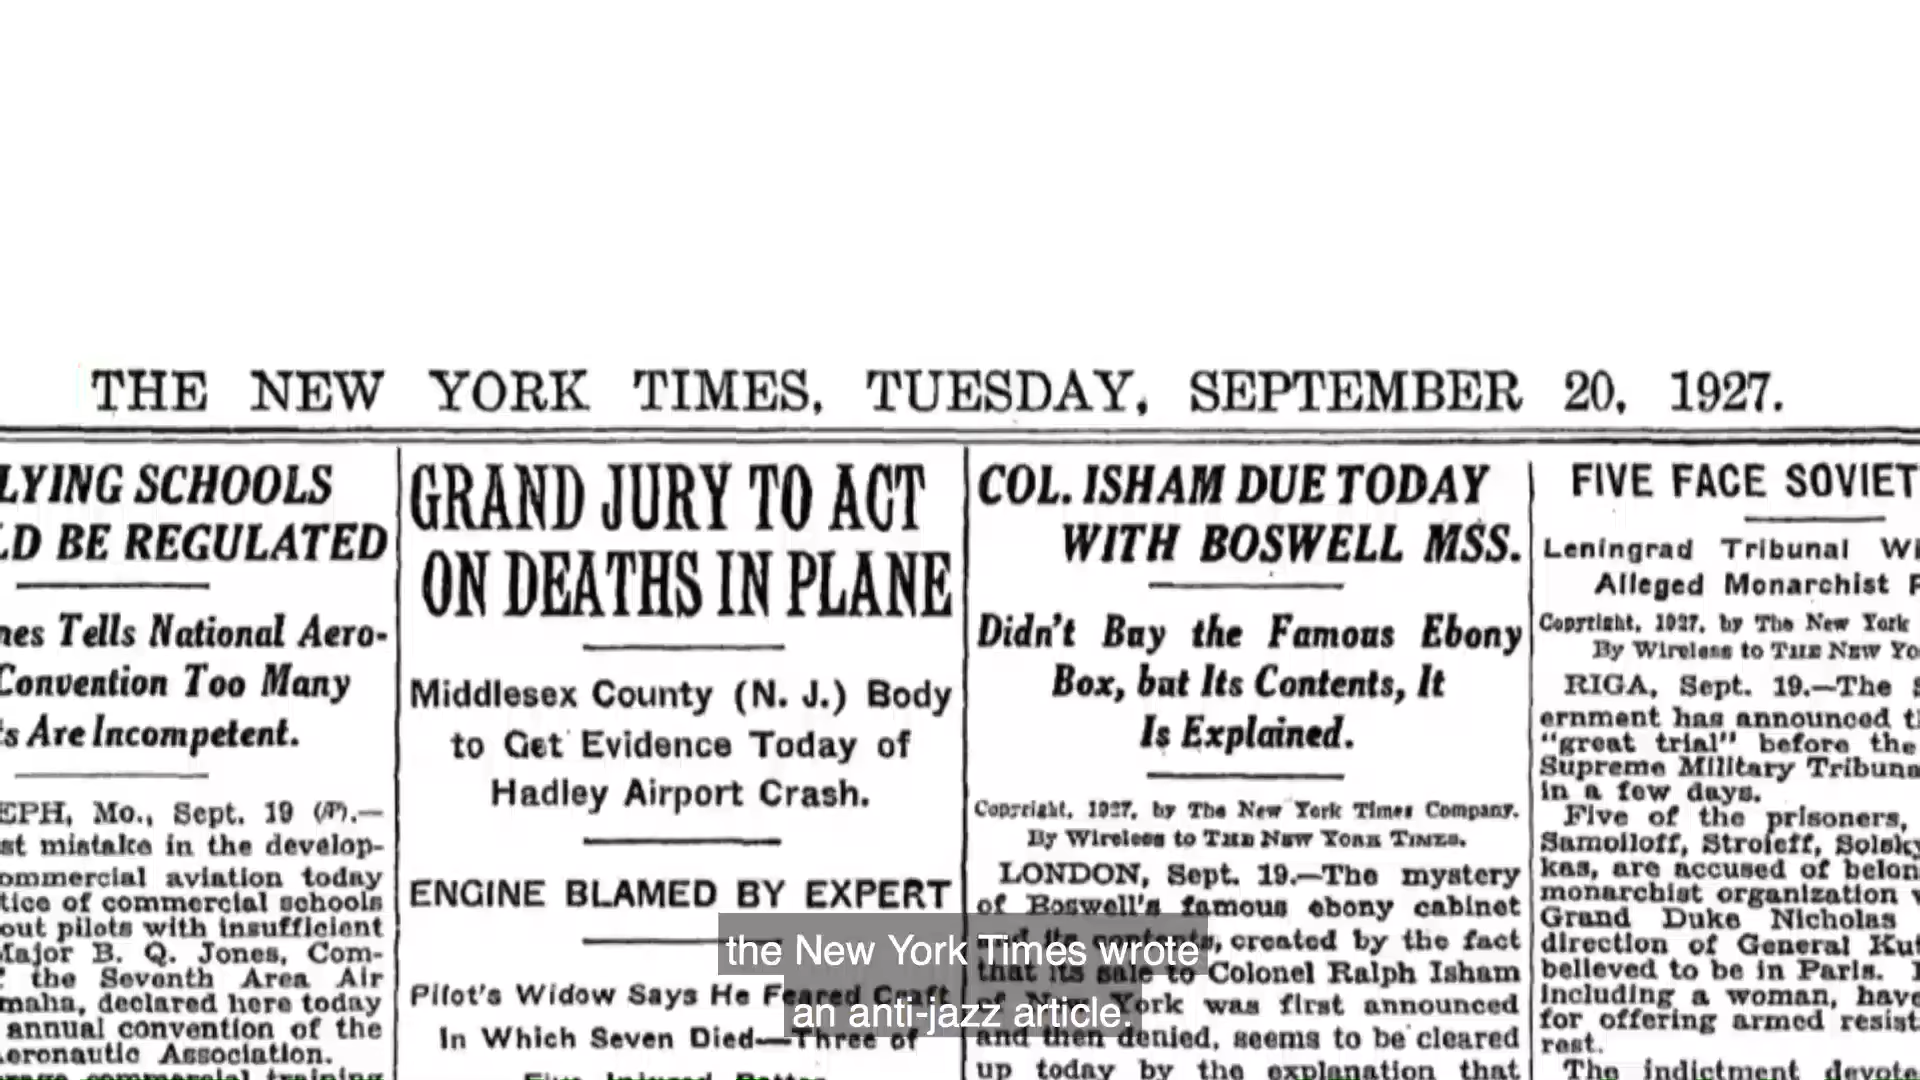 THE NEW YORK TIMES, TUESDAY, SEPTEMBER 20, 1927.
LYING SCHOOLS
LD BE REGULATED
nes Tells National Aero-
Convention Too Many
s Are Incompetent.
EPH, Mo., Sept. 19 (AP).—
st mistake in the develop-
ommercial aviation today
tice of commercial schools
out pilots with insufficient
Major B. Q. Jones, Com-
the Seventh Area Air
maha, declared here today
annual convention of the
eronautic Association.
commercial training
GRAND JURY TO ACT
ON DEATHS IN PLANE
Middlesex County (N. J.) Body
to Get Evidence Today of
Hadley Airport Crash.
ENGINE BLAMED BY EXPERT
Pilot's Widow Says He Feared Craft
In Which Seven Died—Three of
COL. ISHAM DUE TODAY
WITH BOSWELL MSS.
Didn't Buy the Famous Ebony
Box, but Its Contents, It
Is Explained.
Copyright, 1927, by The New York Times Company.
By Wireless to THE NEW YORK TIMES.
LONDON, Sept. 19.—The mystery
of Boswell's famous ebony cabinet
and its contents, created by the fact
that its sale to Colonel Ralph Isham
of New York was first announced
and then denied, seems to be cleared
up today by the explanation that
FIVE FACE SOVIET
Leningrad Tribunal Wi
Alleged Monarchist P
Copyright, 1927, by The New York
By Wireless to THE NEW YO
RIGA, Sept. 19.—The S
ernment has announced t
"great trial" before the
Supreme Military Tribuna
in a few days.
Five of the prisoners,
Samoiloff, Stroieff, Solsky
kas, are accused of belon
monarchist organization
Grand Duke Nicholas
direction of General Kut
believed to be in Paris.
including a woman, have
for offering armed resist
rest.
The indictment devote
the New York Times wrote
an anti-jazz article.